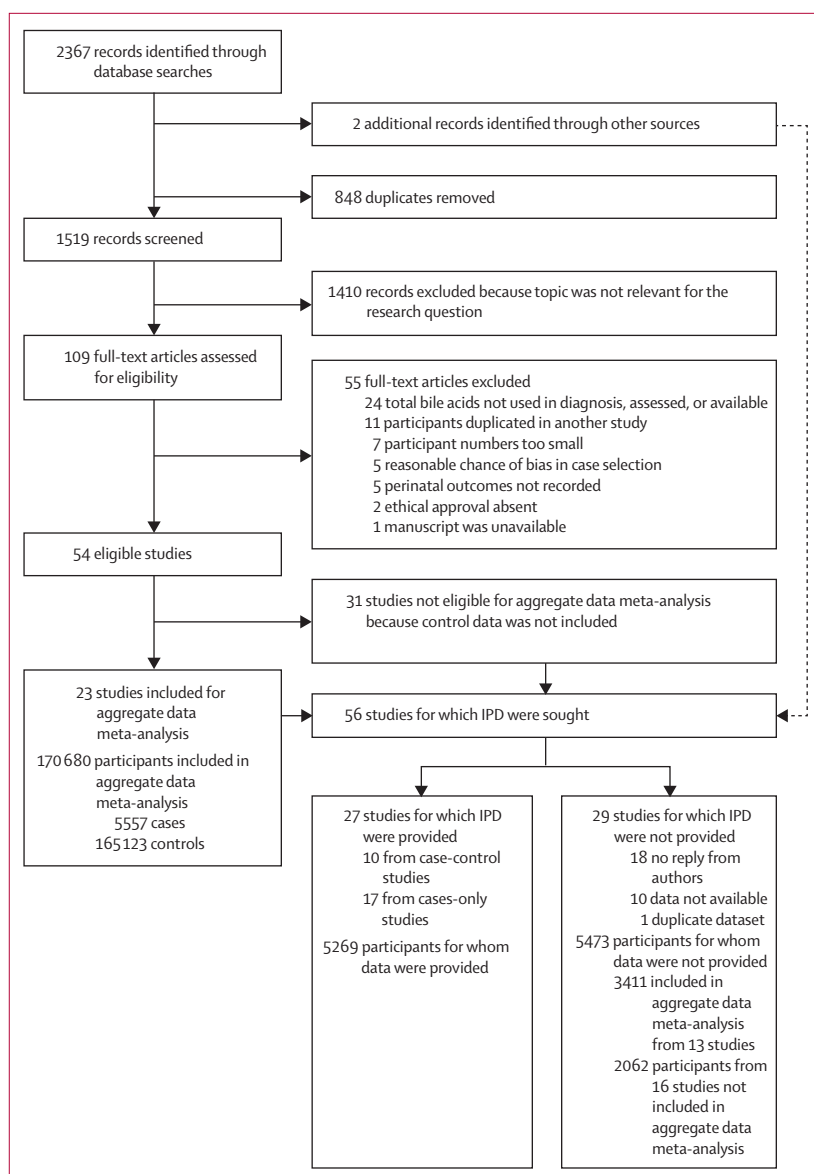 2367 records identified through
database searches
2 additional records identified through other sources
848 duplicates removed
1519 records screened
1410 records excluded because topic was not relevant for the
research question
109 full-text articles assessed
for eligibility
55 full-text articles excluded
24 total bile acids not used in diagnosis, assessed, or available
11 participants duplicated in another study
7 participant numbers too small
5 reasonable chance of bias in case selection
5 perinatal outcomes not recorded
2 ethical approval absent
1 manuscript was unavailable
54 eligible studies
31 studies not eligible for aggregate data meta-analysis
because control data was not included
23 studies included for
aggregate data
meta-analysis
170 680 participants included in
aggregate data
meta-analysis
5557 cases
165 123 controls
56 studies for which IPD were sought
27 studies for which IPD
were provided
10 from case-control
studies
17 from cases-only
studies
5269 participants for whom
data were provided
29 studies for which IPD
were not provided
18 no reply from
authors
10 data not available
1 duplicate dataset
5473 participants for whom
data were not provided
3411 included in
aggregate data
meta-analysis
from 13 studies
2062 participants from
16 studies not
included in
aggregate data
meta-analysis